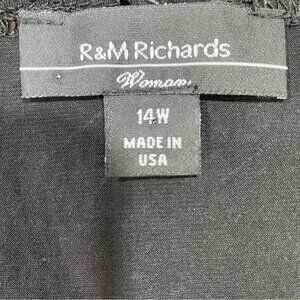 R&M Richards
Woman
14W
MADE IN
USA